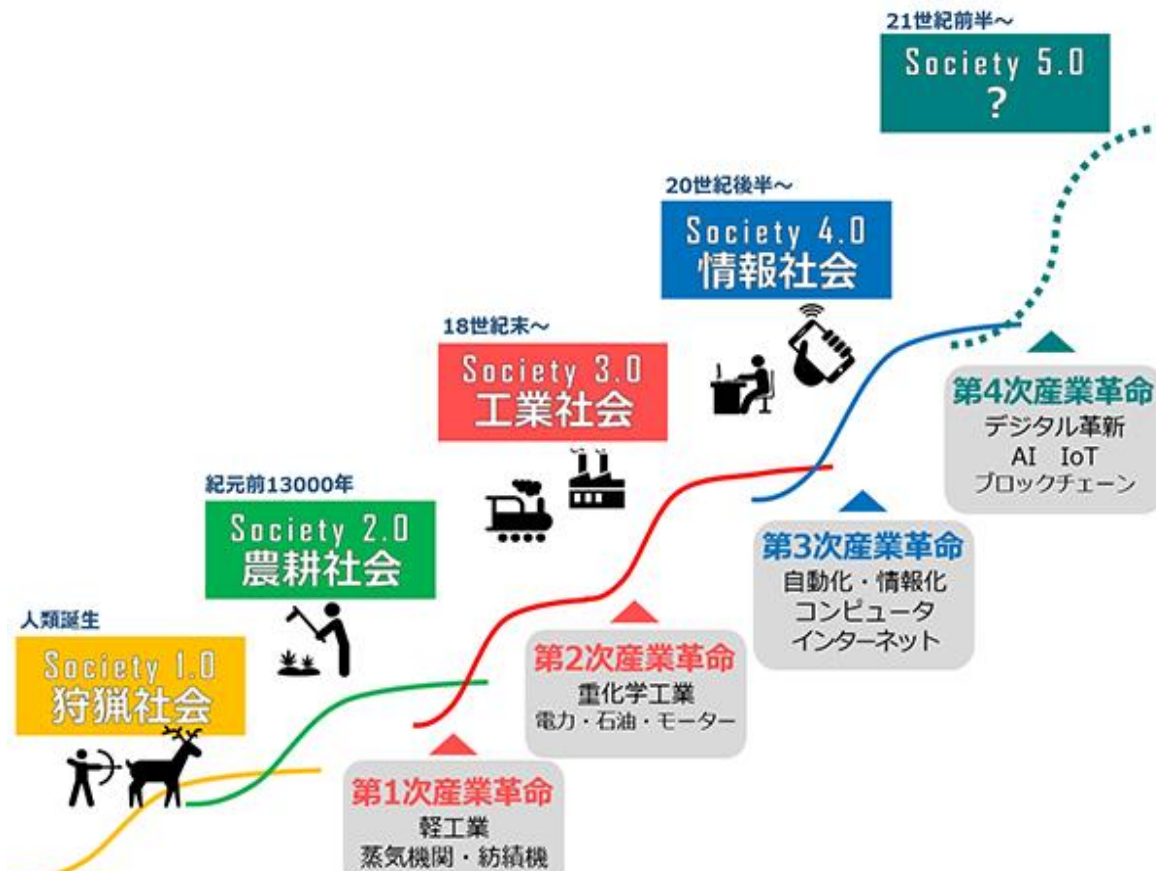 人類誕生
Society 1.0
狩猟社会
紀元前13000年
Society 2.0
農耕社会
18世紀末～
Society 3.0
工業社会
20世紀後半～
Society 4.0
情報社会
21世紀前半～
Society 5.0
?
第1次産業革命
軽工業
蒸気機関・紡績機
第2次産業革命
重化学工業
電力・石油・モーター
第3次産業革命
自動化・情報化
コンピュータ
インターネット
第4次産業革命
デジタル革新
AI IoT
ブロックチェーン